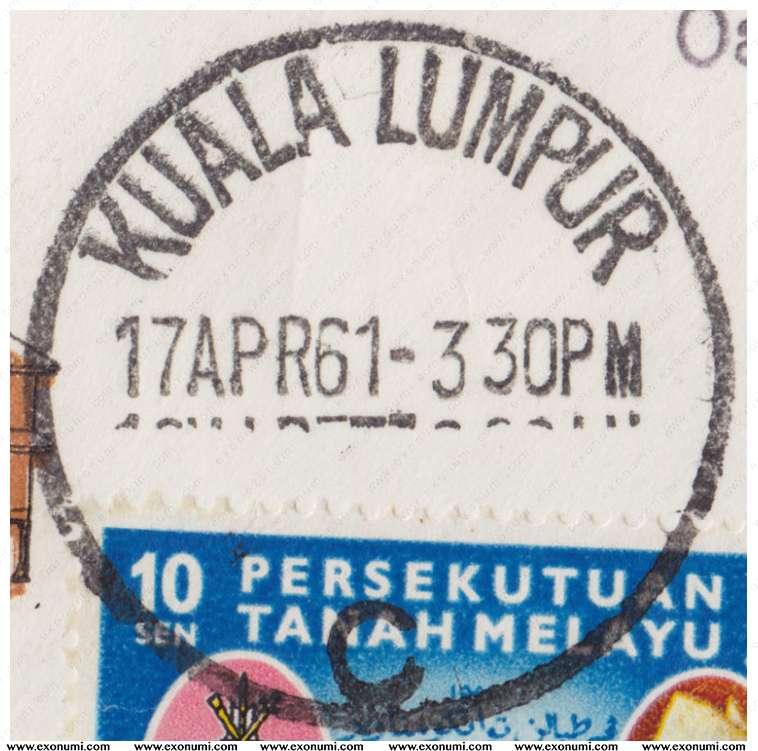 KUALA LUMPUR
17APR61-3 30PM
10 SEN
PERSEKUTUAN
TANAH MELAYU
C
www.exonumi.com www.exonumi.com www.exonumi.com www.exonumi.com www.exonumi.com www.exonumi.com